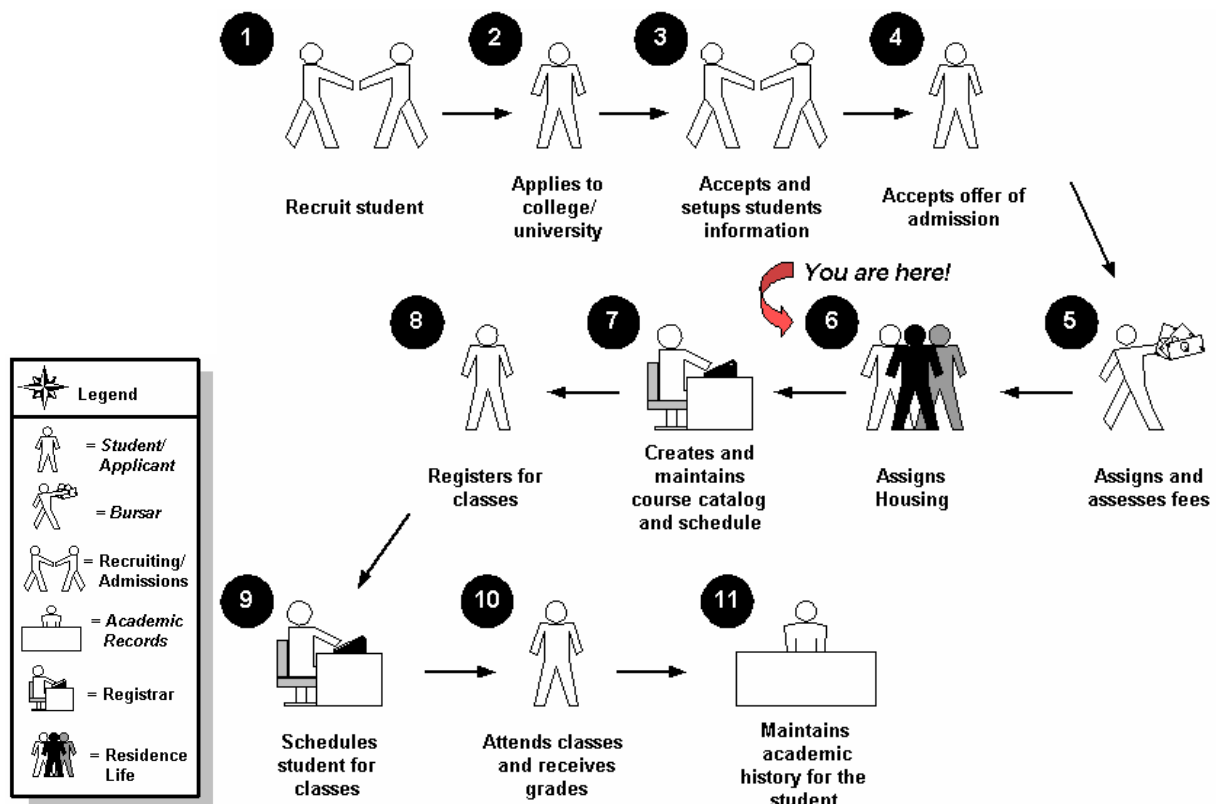 1
2
3
4
Recruit student
Applies to
college/
university
Accepts and
setups students
information
Accepts offer of
admission
You are here!
8
7
6
5
Registers for
classes
Creates and
maintains
course catalog
and schedule
Assigns
Housing
Assigns and
assesses fees
9
10
11
Schedules
student for
classes
Attends classes
and receives
grades
Maintains
academic
history for the
student
Legend
= Student/
Applicant
= Bursar
= Recruiting/
Admissions
= Academic
Records
= Registrar
= Residence
Life